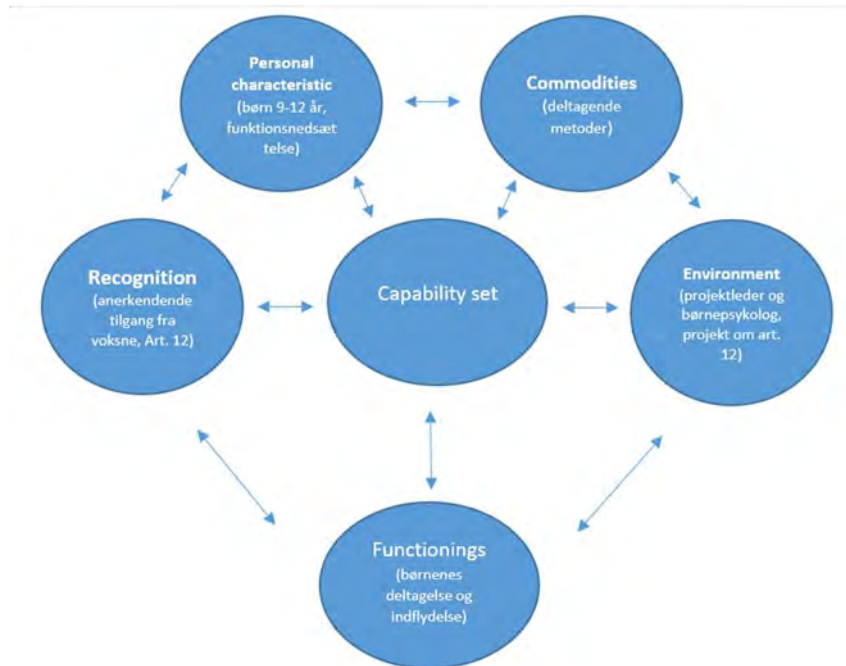 Personal
characteristic
(børn 9-12 år,
funktionsnedsæt
telse)
Commodities
(deltagende
metoder)
Recognition
(anerkendende
tilgang fra
voksne, Art. 12)
Capability set
Environment
(projektleder og
børnepsykolog,
projekt om art.
12)
Functionings
(børnenes
deltagelse og
indflydelse)